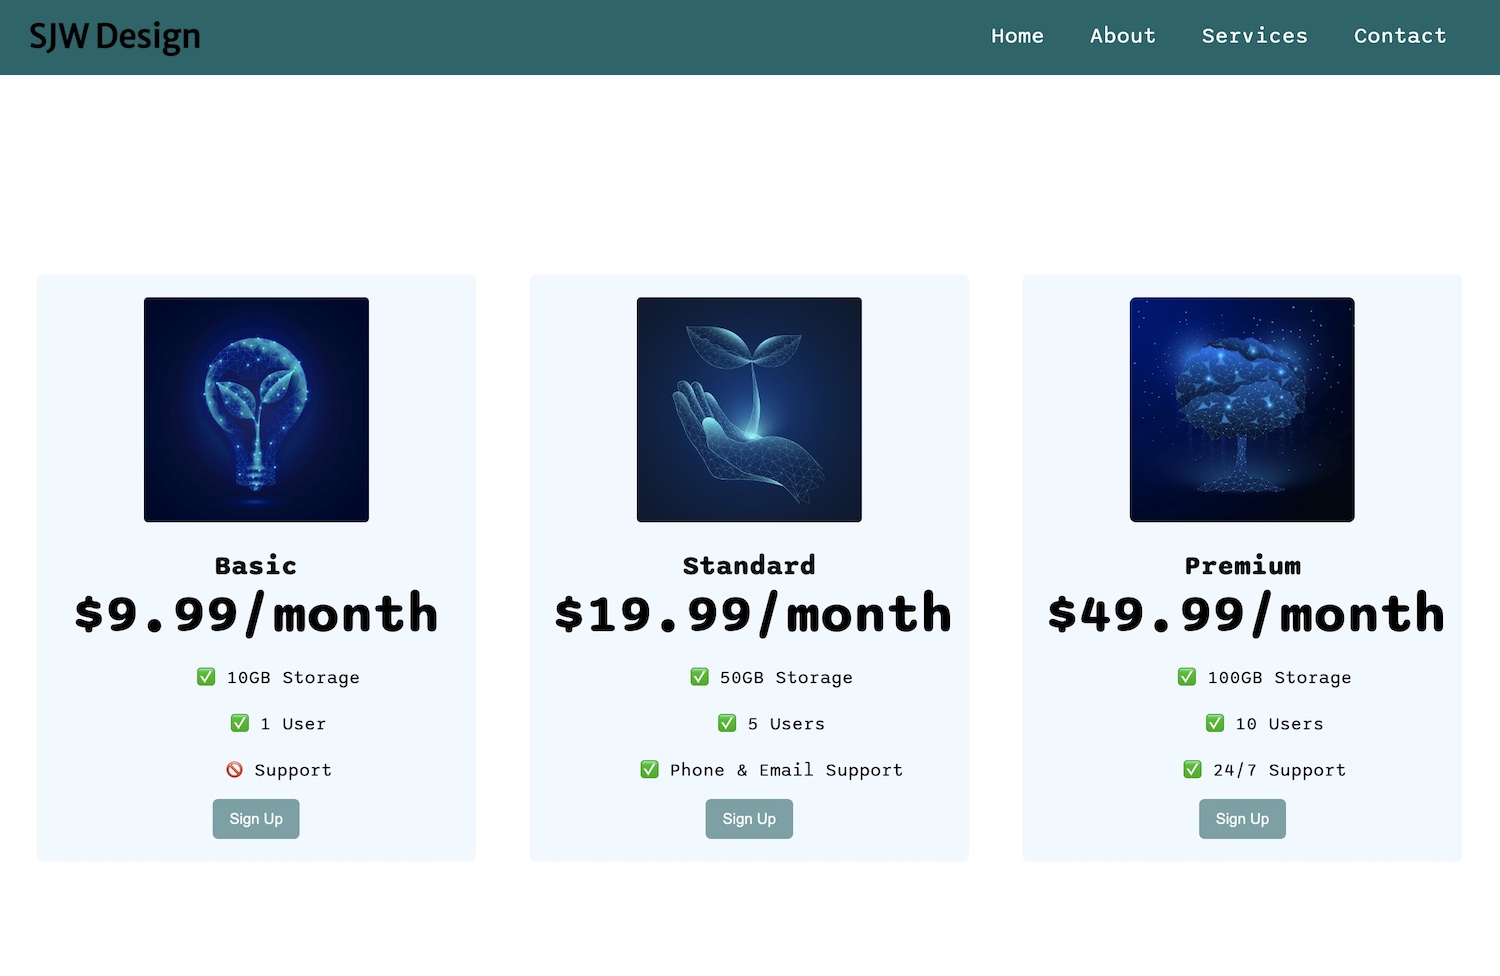 SJW Design
Home About Services Contact
Basic
$9.99/month
✅ 10GB Storage
✅ 1 User
🚫 Support
Sign Up
Standard
$19.99/month
✅ 50GB Storage
✅ 5 Users
✅ Phone & Email Support
Sign Up
Premium
$49.99/month
✅ 100GB Storage
✅ 10 Users
✅ 24/7 Support
Sign Up